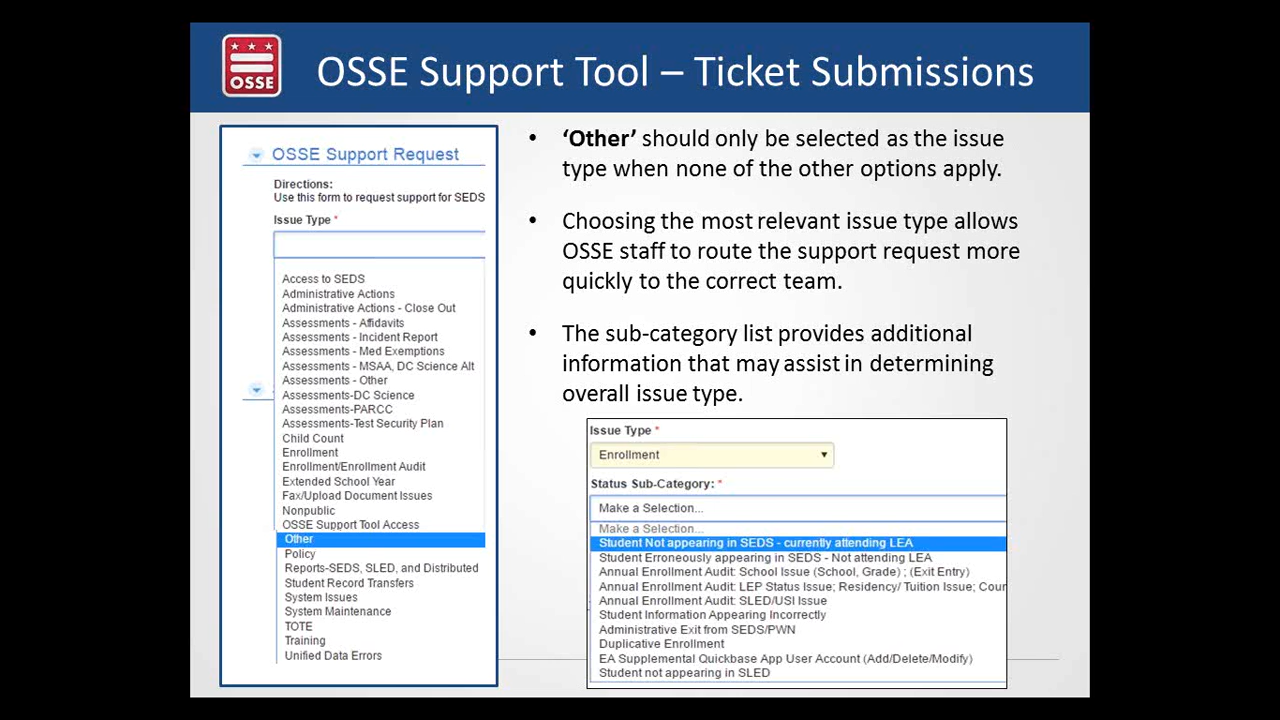 OSSE
OSSE Support Tool – Ticket Submissions
OSSE Support Request
Directions:
Use this form to request support for SEDS
Issue Type *
Access to SEDS
Administrative Actions
Administrative Actions - Close Out
Assessments - Affidavits
Assessments - Incident Report
Assessments - Med Exemptions
Assessments - MSAA, DC Science Alt
Assessments - Other
Assessments-DC Science
Assessments-PARCC
Assessments-Test Security Plan
Child Count
Enrollment
Enrollment/Enrollment Audit
Extended School Year
Fax/Upload Document Issues
Nonpublic
OSSE Support Tool Access
Other
Policy
Reports-SEDS, SLED, and Distributed
Student Record Transfers
System Issues
System Maintenance
TOTE
Training
Unified Data Errors
• ‘Other’ should only be selected as the issue
type when none of the other options apply.
• Choosing the most relevant issue type allows
OSSE staff to route the support request more
quickly to the correct team.
• The sub-category list provides additional
information that may assist in determining
overall issue type.
Issue Type *
Enrollment
Status Sub-Category: *
Make a Selection...
Make a Selection...
Student Not appearing in SEDS - currently attending LEA
Student Erroneously appearing in SEDS - Not attending LEA
Annual Enrollment Audit: School Issue (School, Grade) ; (Exit Entry)
Annual Enrollment Audit: LEP Status Issue; Residency/ Tuition Issue; Cour
Annual Enrollment Audit: SLED/USI Issue
Student Information Appearing Incorrectly
Administrative Exit from SEDS/PWN
Duplicative Enrollment
EA Supplemental Quickbase App User Account (Add/Delete/Modify)
Student not appearing in SLED